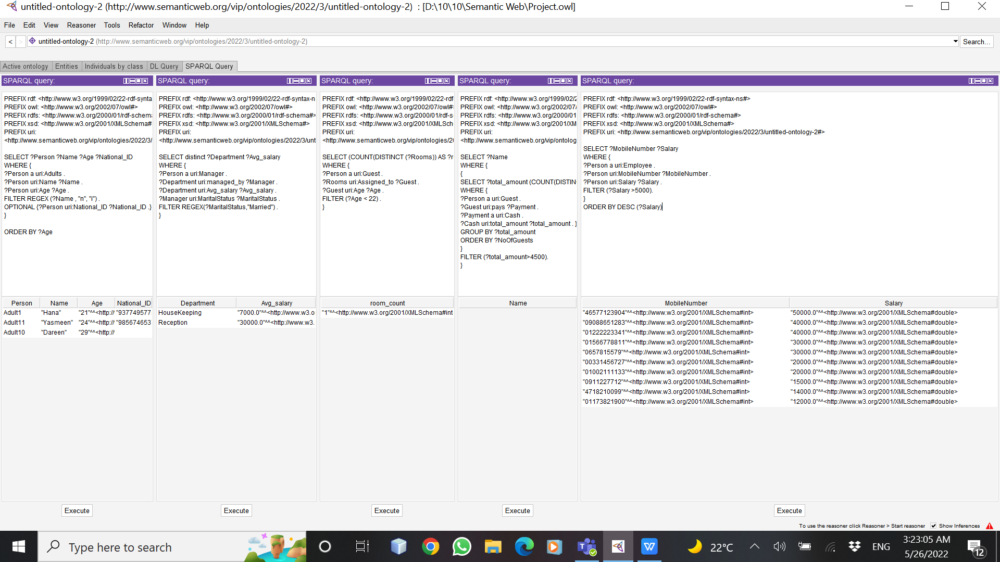 untitled-ontology-2 (http://www.semanticweb.org/vip/ontologies/2022/3/untitled-ontology-2)  : [D:\10\10\Semantic Web\Project.owl]
File Edit View Reasoner Tools Refactor Window Help
< > untitled-ontology-2 (http://www.semanticweb.org/vip/ontologies/2022/3/untitled-ontology-2) Search...
Active ontology Entities Individuals by class DL Query SPARQL Query
SPARQL query:
PREFIX rdf: <http://www.w3.org/1999/02/22-rdf-synta
PREFIX owl: <http://www.w3.org/2002/07/owl#>
PREFIX rdfs: <http://www.w3.org/2000/01/rdf-schema
PREFIX xsd: <http://www.w3.org/2001/XMLSchema#
PREFIX uri:
<http://www.semanticweb.org/vip/ontologies/2022/3/
SELECT ?Person ?Name ?Age ?National_ID
WHERE {
?Person a uri:Adults .
?Person uri:Name ?Name .
?Person uri:Age ?Age .
FILTER REGEX (?Name , "n", "i") .
OPTIONAL {?Person uri:National_ID ?National_ID .}
}
ORDER BY ?Age
Person Name Age National_ID
Adult1 "Hana" "21"^^<http:// "937749577
Adult11 "Yasmeen" "24"^^<http:// "985674653
Adult10 "Dareen" "29"^^<http://
Execute
SPARQL query:
PREFIX rdf: <http://www.w3.org/1999/02/22-rdf-syntax-n
PREFIX owl: <http://www.w3.org/2002/07/owl#>
PREFIX rdfs: <http://www.w3.org/2000/01/rdf-schema#>
PREFIX xsd: <http://www.w3.org/2001/XMLSchema#>
PREFIX uri:
<http://www.semanticweb.org/vip/ontologies/2022/3/unt
SELECT distinct ?Department ?Avg_salary
WHERE {
?Person a uri:Manager .
?Department uri:managed_by ?Manager .
?Department uri:Avg_salary ?Avg_salary .
?Manager uri:MaritalStatus ?MaritalStatus .
FILTER REGEX(?MaritalStatus,"Married") .
}
Department Avg_salary
HouseKeeping "7000.0"^^<http://www.w3.o
Reception "30000.0"^^<http://www.w3.
Execute
SPARQL query:
PREFIX rdf: <http://www.w3.org/1999/02/22-rdf
PREFIX owl: <http://www.w3.org/2002/07/owl#>
PREFIX rdfs: <http://www.w3.org/2000/01/rdf-s
PREFIX xsd: <http://www.w3.org/2001/XMLSch
PREFIX uri:
<http://www.semanticweb.org/vip/ontologies/20
SELECT (COUNT(DISTINCT (?Rooms)) AS ?r
WHERE {
?Person a uri:Guest .
?Rooms uri:Assigned_to ?Guest .
?Guest uri:Age ?Age .
FILTER (?Age < 22) .
}
room_count
"1"^^<http://www.w3.org/2001/XMLSchema#int
Execute
SPARQL query:
PREFIX rdf: <http://www.w3.org/1999/02/2
PREFIX owl: <http://www.w3.org/2002/07/
PREFIX rdfs: <http://www.w3.org/2000/01
PREFIX xsd: <http://www.w3.org/2001/XM
PREFIX uri:
<http://www.semanticweb.org/vip/ontolog
SELECT ?Name
WHERE {
{
SELECT ?total_amount (COUNT(DISTIN
WHERE {
?Person a uri:Guest .
?Guest uri:pays ?Payment .
?Payment a uri:Cash .
?Cash uri:total_amount ?total_amount . }
GROUP BY ?total_amount
ORDER BY ?NoOfGuests
}
FILTER (?total_amount>4500).
}
Name
Execute
SPARQL query:
PREFIX rdf: <http://www.w3.org/1999/02/22-rdf-syntax-ns#>
PREFIX owl: <http://www.w3.org/2002/07/owl#>
PREFIX rdfs: <http://www.w3.org/2000/01/rdf-schema#>
PREFIX xsd: <http://www.w3.org/2001/XMLSchema#>
PREFIX uri: <http://www.semanticweb.org/vip/ontologies/2022/3/untitled-ontology-2#>
SELECT ?MobileNumber ?Salary
WHERE {
?Person a uri:Employee .
?Person uri:MobileNumber ?MobileNumber .
?Person uri:Salary ?Salary .
FILTER (?Salary >5000).
}
ORDER BY DESC (?Salary)
MobileNumber Salary
"46577123904"^^<http://www.w3.org/2001/XMLSchema#int> "50000.0"^^<http://www.w3.org/2001/XMLSchema#double>
"09088651283"^^<http://www.w3.org/2001/XMLSchema#int> "40000.0"^^<http://www.w3.org/2001/XMLSchema#double>
"01222223341"^^<http://www.w3.org/2001/XMLSchema#int> "40000.0"^^<http://www.w3.org/2001/XMLSchema#double>
"01566778811"^^<http://www.w3.org/2001/XMLSchema#int> "30000.0"^^<http://www.w3.org/2001/XMLSchema#double>
"0657815579"^^<http://www.w3.org/2001/XMLSchema#int> "30000.0"^^<http://www.w3.org/2001/XMLSchema#double>
"00331456727"^^<http://www.w3.org/2001/XMLSchema#int> "20000.0"^^<http://www.w3.org/2001/XMLSchema#double>
"01002111133"^^<http://www.w3.org/2001/XMLSchema#int> "20000.0"^^<http://www.w3.org/2001/XMLSchema#double>
"0911227712"^^<http://www.w3.org/2001/XMLSchema#int> "15000.0"^^<http://www.w3.org/2001/XMLSchema#double>
"4718210099"^^<http://www.w3.org/2001/XMLSchema#int> "14000.0"^^<http://www.w3.org/2001/XMLSchema#double>
"01173821900"^^<http://www.w3.org/2001/XMLSchema#int> "12000.0"^^<http://www.w3.org/2001/XMLSchema#double>
Execute
To use the reasoner click Reasoner > Start reasoner Show Inferences
Type here to search
22°C
ENG
3:23:05 AM
5/26/2022
12